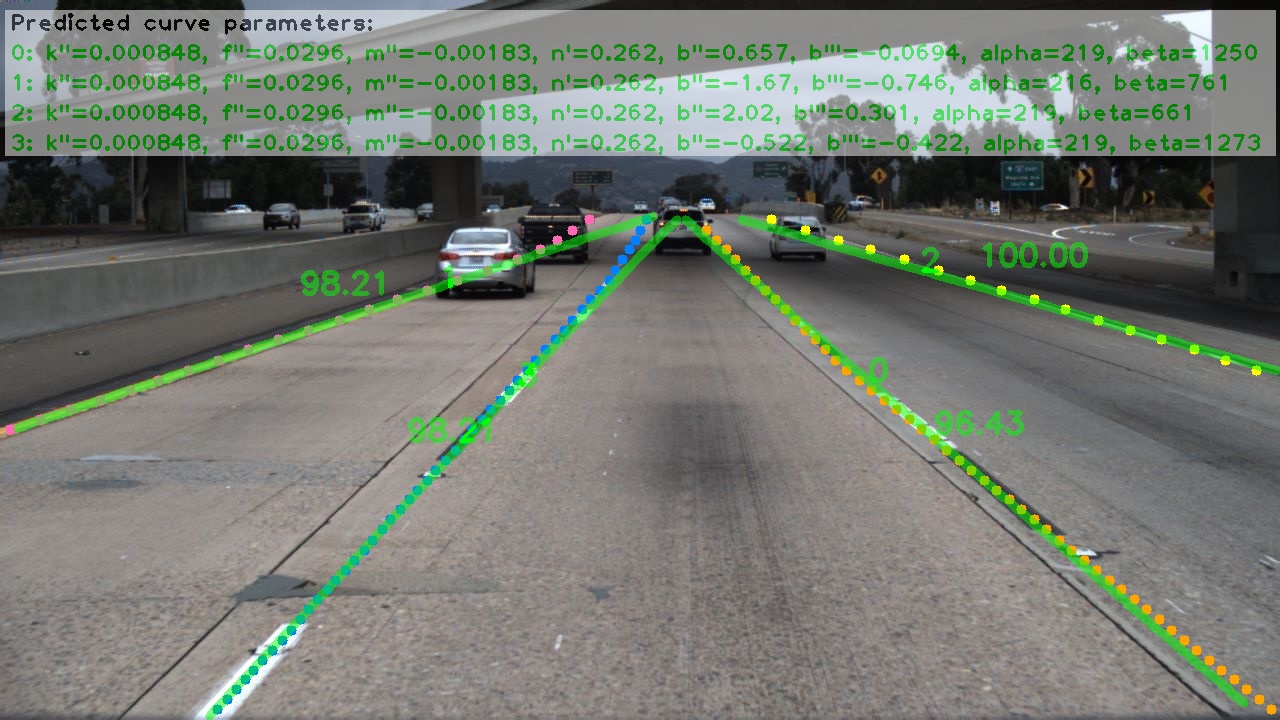 Predicted curve parameters:
0: k''=0.000848, f''=0.0296, m''=-0.00183, n'=0.262, b''=0.657, b'''=-0.0694, alpha=219, beta=1250
1: k''=0.000848, f''=0.0296, m''=-0.00183, n'=0.262, b''=-1.67, b'''=-0.746, alpha=216, beta=761
2: k''=0.000848, f''=0.0296, m''=-0.00183, n'=0.262, b''=2.02, b'''=0.301, alpha=219, beta=661
3: k''=0.000848, f''=0.0296, m''=-0.00183, n'=0.262, b''=-0.522, b'''=-0.422, alpha=219, beta=1273
EAST
2 100.00
98.21
0
98.21
96.43